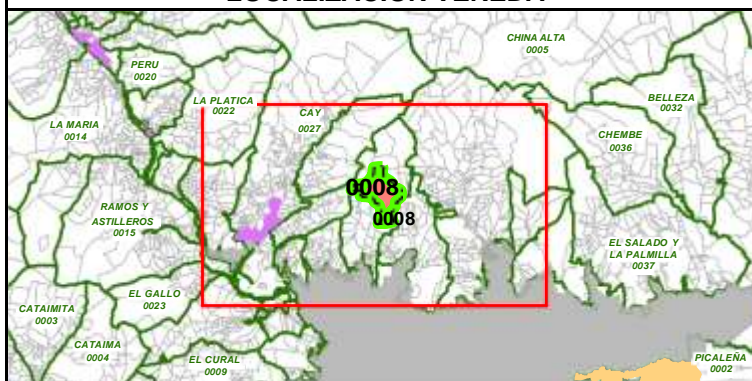 CHINA ALTA
0005
PERU
0020
BELLEZA
0032
LA PLATICA
0022
CAY
0027
LA MARIA
0014
CHEMBE
0036
0008
0008
RAMOS Y
ASTILLEROS
0015
EL SALADO Y
LA PALMILLA
0037
EL GALLO
0023
CATAIMITA
0003
CATAIMA
0004
EL CURAL
0009
PICALEÑA
0002